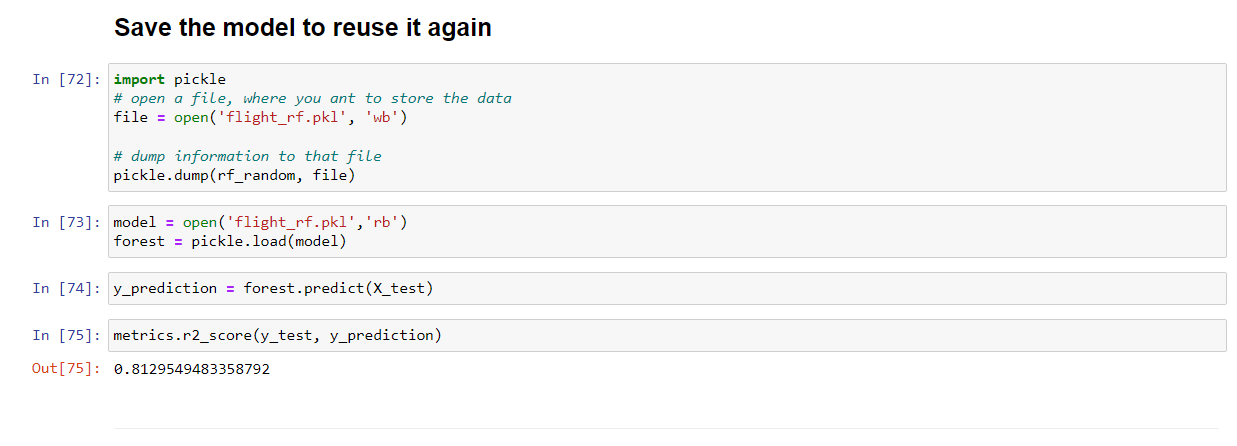 Save the model to reuse it again
In [72]: import pickle
# open a file, where you ant to store the data
file = open('flight_rf.pkl', 'wb')
# dump information to that file
pickle.dump(rf_random, file)
In [73]: model = open('flight_rf.pkl','rb')
forest = pickle.load(model)
In [74]: y_prediction = forest.predict(X_test)
In [75]: metrics.r2_score(y_test, y_prediction)
Out[75]: 0.8129549483358792